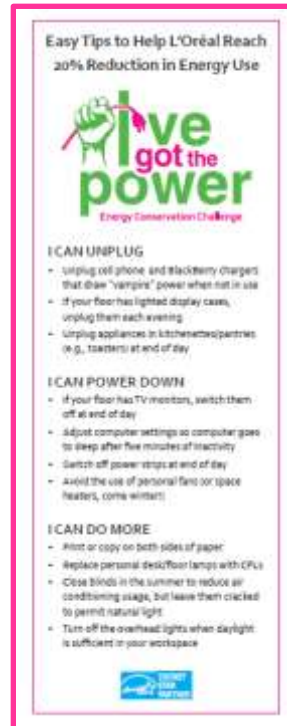 Easy Tips to Help L'Oréal Reach
20% Reduction in Energy Use
I've
got the
power
Energy Conservation Challenge
I CAN UNPLUG
- Unplug cell phone and BlackBerry chargers
that draw "vampire" power when not in use
- If your floor has lighted display cases,
unplug them each evening
- Unplug appliances in kitchenettes/pantries
(e.g., toasters) at end of day
I CAN POWER DOWN
- If your floor has TV monitors, switch them
off at end of day
- Adjust computer settings so computer goes
to sleep after five minutes of inactivity
- Switch off power strips at end of day
- Avoid the use of personal fans (or space
heaters, come winter!)
I CAN DO MORE
- Print or copy on both sides of paper
- Replace personal desk/floor lamps with CFLs
- Close blinds in the summer to reduce air
conditioning usage, but leave them cracked
to permit natural light
- Turn off the overhead lights when daylight
is sufficient in your workspace
ENERGY
STAR
PARTNER